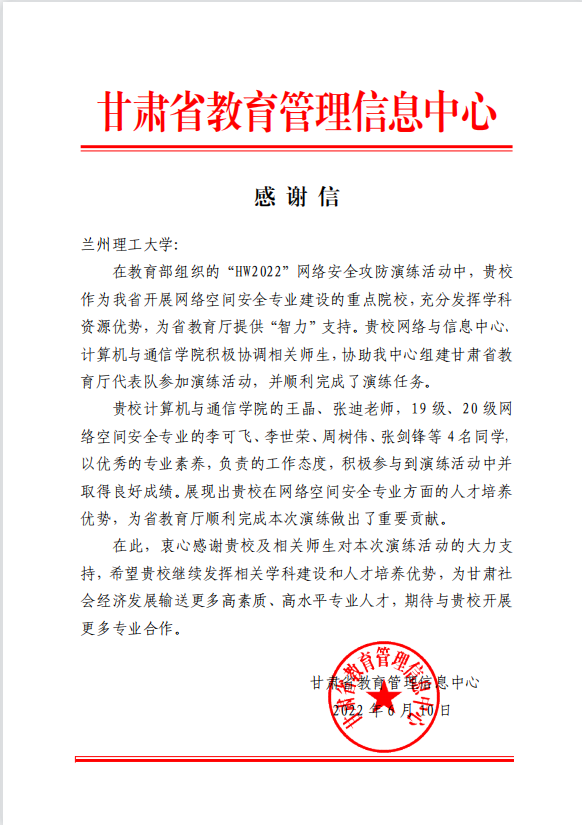 甘肃省教育管理信息中心
感谢信
兰州理工大学:
在教育部组织的“HW2022”网络安全攻防演练活动中，贵校
作为我省开展网络空间安全专业建设的重点院校，充分发挥学科
资源优势，为省教育厅提供“智力”支持。贵校网络与信息中心、
计算机与通信学院积极协调相关师生，协助我中心组建甘肃省教
育厅代表队参加演练活动，并顺利完成了演练任务。
贵校计算机与通信学院的王晶、张迪老师，19级、20级网
络空间安全专业的李可飞、李世荣、周树伟、张剑锋等4名同学，
以优秀的专业素养，负责的工作态度，积极参与到演练活动中并
取得良好成绩。展现出贵校在网络空间安全专业方面的人才培养
优势，为省教育厅顺利完成本次演练做出了重要贡献。
在此，衷心感谢贵校及相关师生对本次演练活动的大力支
持，希望贵校继续发挥相关学科建设和人才培养优势，为甘肃社
会经济发展输送更多高素质、高水平专业人才，期待与贵校开展
更多专业合作。
甘肃省教育管理信息中心
2022年6月10日
甘肃省教育管理信息中心